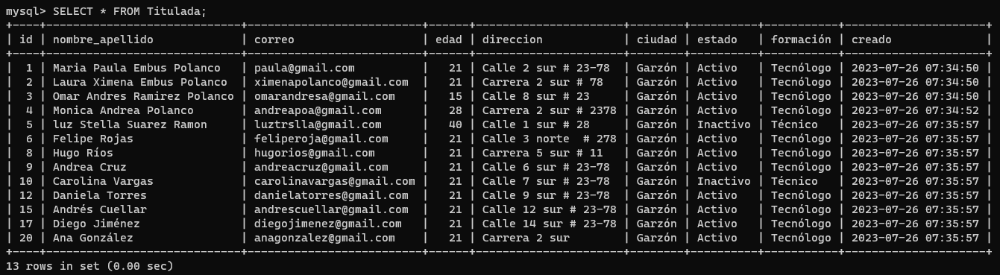 mysql> SELECT * FROM Titulada;
+----+-----------------------------+--------------------------+------+----------------------+--------+----------+-----------+---------------------+
| id | nombre_apellido             | correo                   | edad | direccion            | ciudad | estado   | formación | creado              |
+----+-----------------------------+--------------------------+------+----------------------+--------+----------+-----------+---------------------+
|  1 | Maria Paula Embus Polanco   | paula@gmail.com          |   21 | Calle 2 sur # 23-78  | Garzón | Activo   | Tecnólogo | 2023-07-26 07:34:50 |
|  2 | Laura Ximena Embus Polanco  | ximenapolanco@gmail.com  |   21 | Carrera 2 sur # 78   | Garzón | Activo   | Tecnólogo | 2023-07-26 07:34:50 |
|  3 | Omar Andres Ramirez Polanco | omarandresa@gmail.com    |   15 | Calle 8 sur # 23     | Garzón | Activo   | Tecnólogo | 2023-07-26 07:34:50 |
|  4 | Monica Andrea Polanco       | andreapoa@gmail.com      |   28 | Carrera 2 sur # 2378 | Garzón | Activo   | Tecnólogo | 2023-07-26 07:34:52 |
|  5 | luz Stella Suarez Ramon     | luztrslla@gmail.com      |   40 | Calle 1 sur # 28     | Garzón | Inactivo | Técnico   | 2023-07-26 07:35:57 |
|  6 | Felipe Rojas                | feliperoja@gmail.com     |   21 | Calle 3 norte  # 278 | Garzón | Activo   | Tecnólogo | 2023-07-26 07:35:57 |
|  8 | Hugo Ríos                   | hugorios@gmail.com       |   21 | Carrera 5 sur # 11   | Garzón | Activo   | Tecnólogo | 2023-07-26 07:35:57 |
|  9 | Andrea Cruz                 | andreacruz@gmail.com     |   21 | Calle 6 sur # 23-78  | Garzón | Activo   | Tecnólogo | 2023-07-26 07:35:57 |
| 10 | Carolina Vargas             | carolinavargas@gmail.com |   21 | Calle 7 sur # 23-78  | Garzón | Inactivo | Técnico   | 2023-07-26 07:35:57 |
| 12 | Daniela Torres              | danielatorres@gmail.com  |   21 | Calle 9 sur # 23-78  | Garzón | Activo   | Tecnólogo | 2023-07-26 07:35:57 |
| 15 | Andrés Cuellar              | andrescuellar@gmail.com  |   21 | Calle 12 sur # 23-78 | Garzón | Activo   | Tecnólogo | 2023-07-26 07:35:57 |
| 17 | Diego Jiménez               | diegojimenez@gmail.com   |   21 | Calle 14 sur # 23-78 | Garzón | Activo   | Tecnólogo | 2023-07-26 07:35:57 |
| 20 | Ana González                | anagonzalez@gmail.com    |   21 | Carrera 2 sur        | Garzón | Activo   | Tecnólogo | 2023-07-26 07:35:57 |
+----+-----------------------------+--------------------------+------+----------------------+--------+----------+-----------+---------------------+
13 rows in set (0.00 sec)